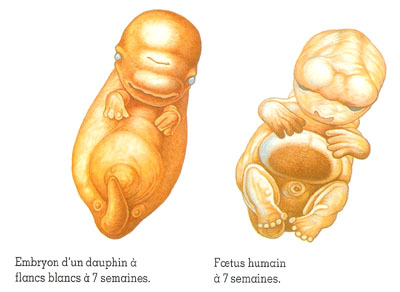 Embryon d'un dauphin à
flancs blancs à 7 semaines.
Fœtus humain
à 7 semaines.